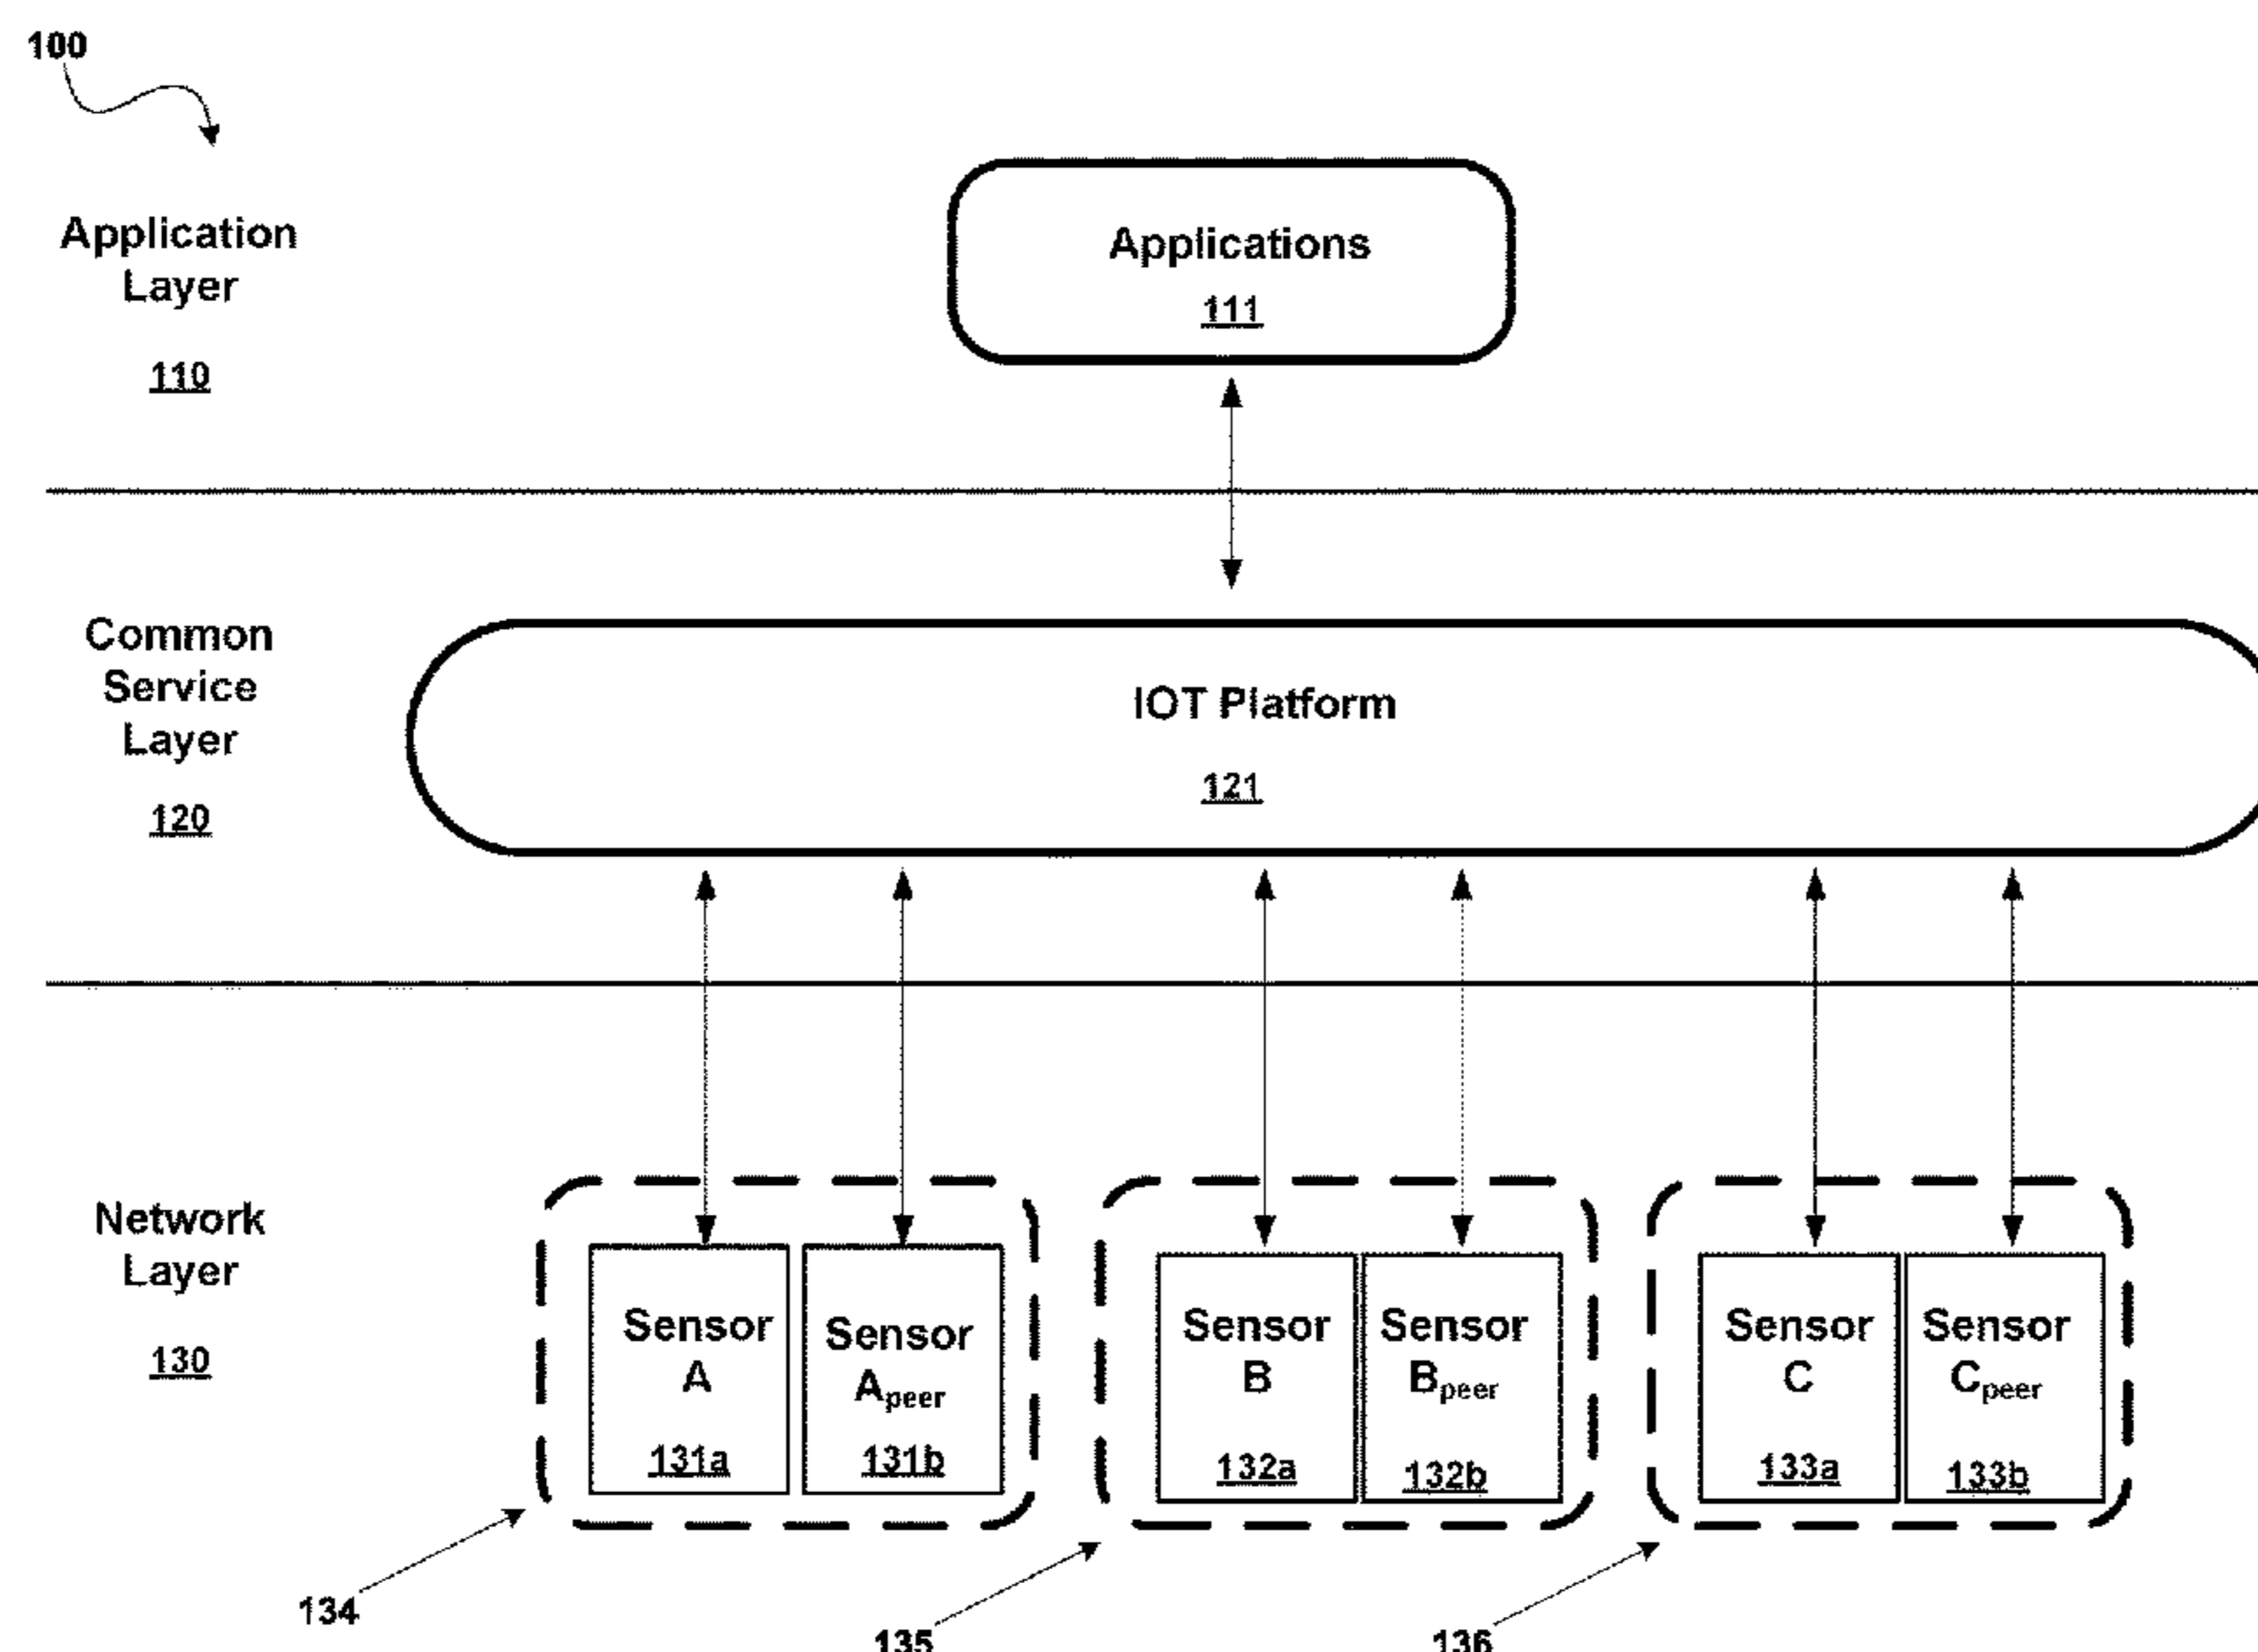 100
Application
Layer
110
Applications
111
Common
Service
Layer
120
IOT Platform
121
Network
Layer
130
Sensor
A
131a
Sensor
Apeer
131b
Sensor
B
132a
Sensor
Bpeer
132b
Sensor
C
133a
Sensor
Cpeer
133b
134
135
136